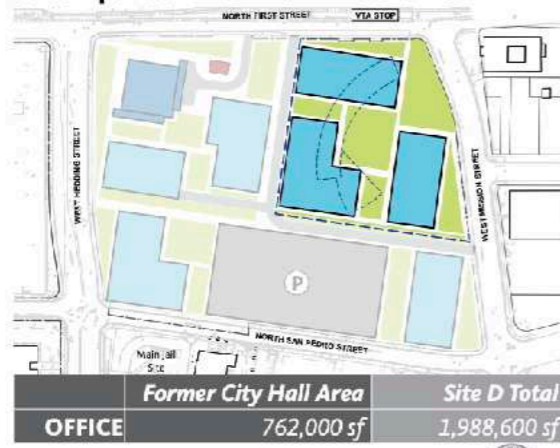 NORTH FIRST STREET
VTA STOP
WEST HEDDING STREET
WEST MISSION STREET
P
NORTH SAN PEDRO STREET
Main Jail
Site
Former City Hall Area Site D Total
OFFICE 762,000 sf 1,988,600 sf